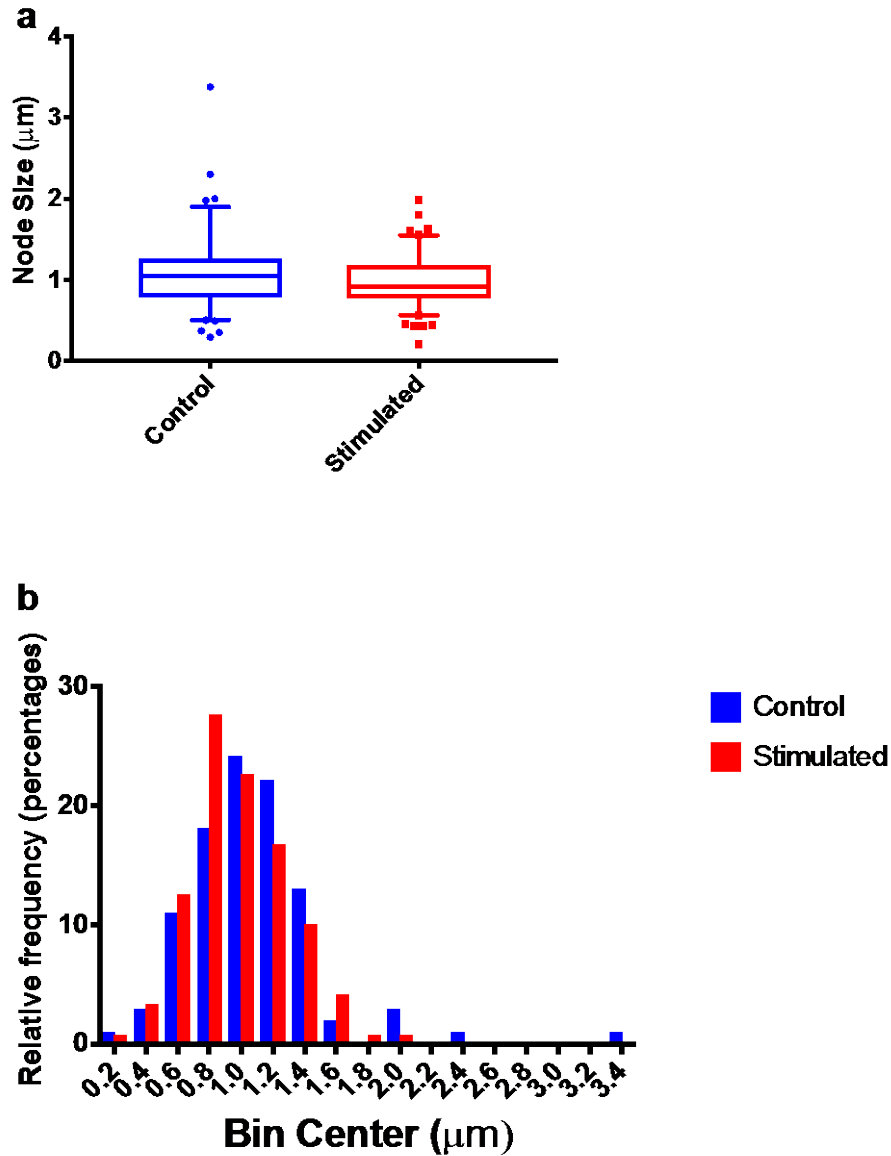 a
4
3
2
1
0
Node Size (μm)
Control
Stimulated
b
30
20
10
0
Relative frequency (percentages)
0.2
0.4
0.6
0.8
1.0
1.2
1.4
1.6
1.8
2.0
2.2
2.4
2.6
2.8
3.0
3.2
3.4
Bin Center (μm)
Control
Stimulated